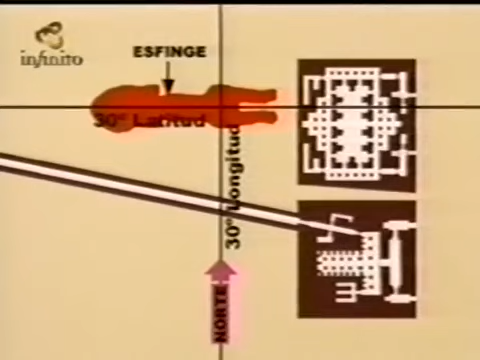 infinito
ESFINGE
30° Latitud
30° Longitud
NORTE